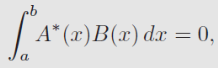 ∫_a^b A*(x)B(x) dx = 0,